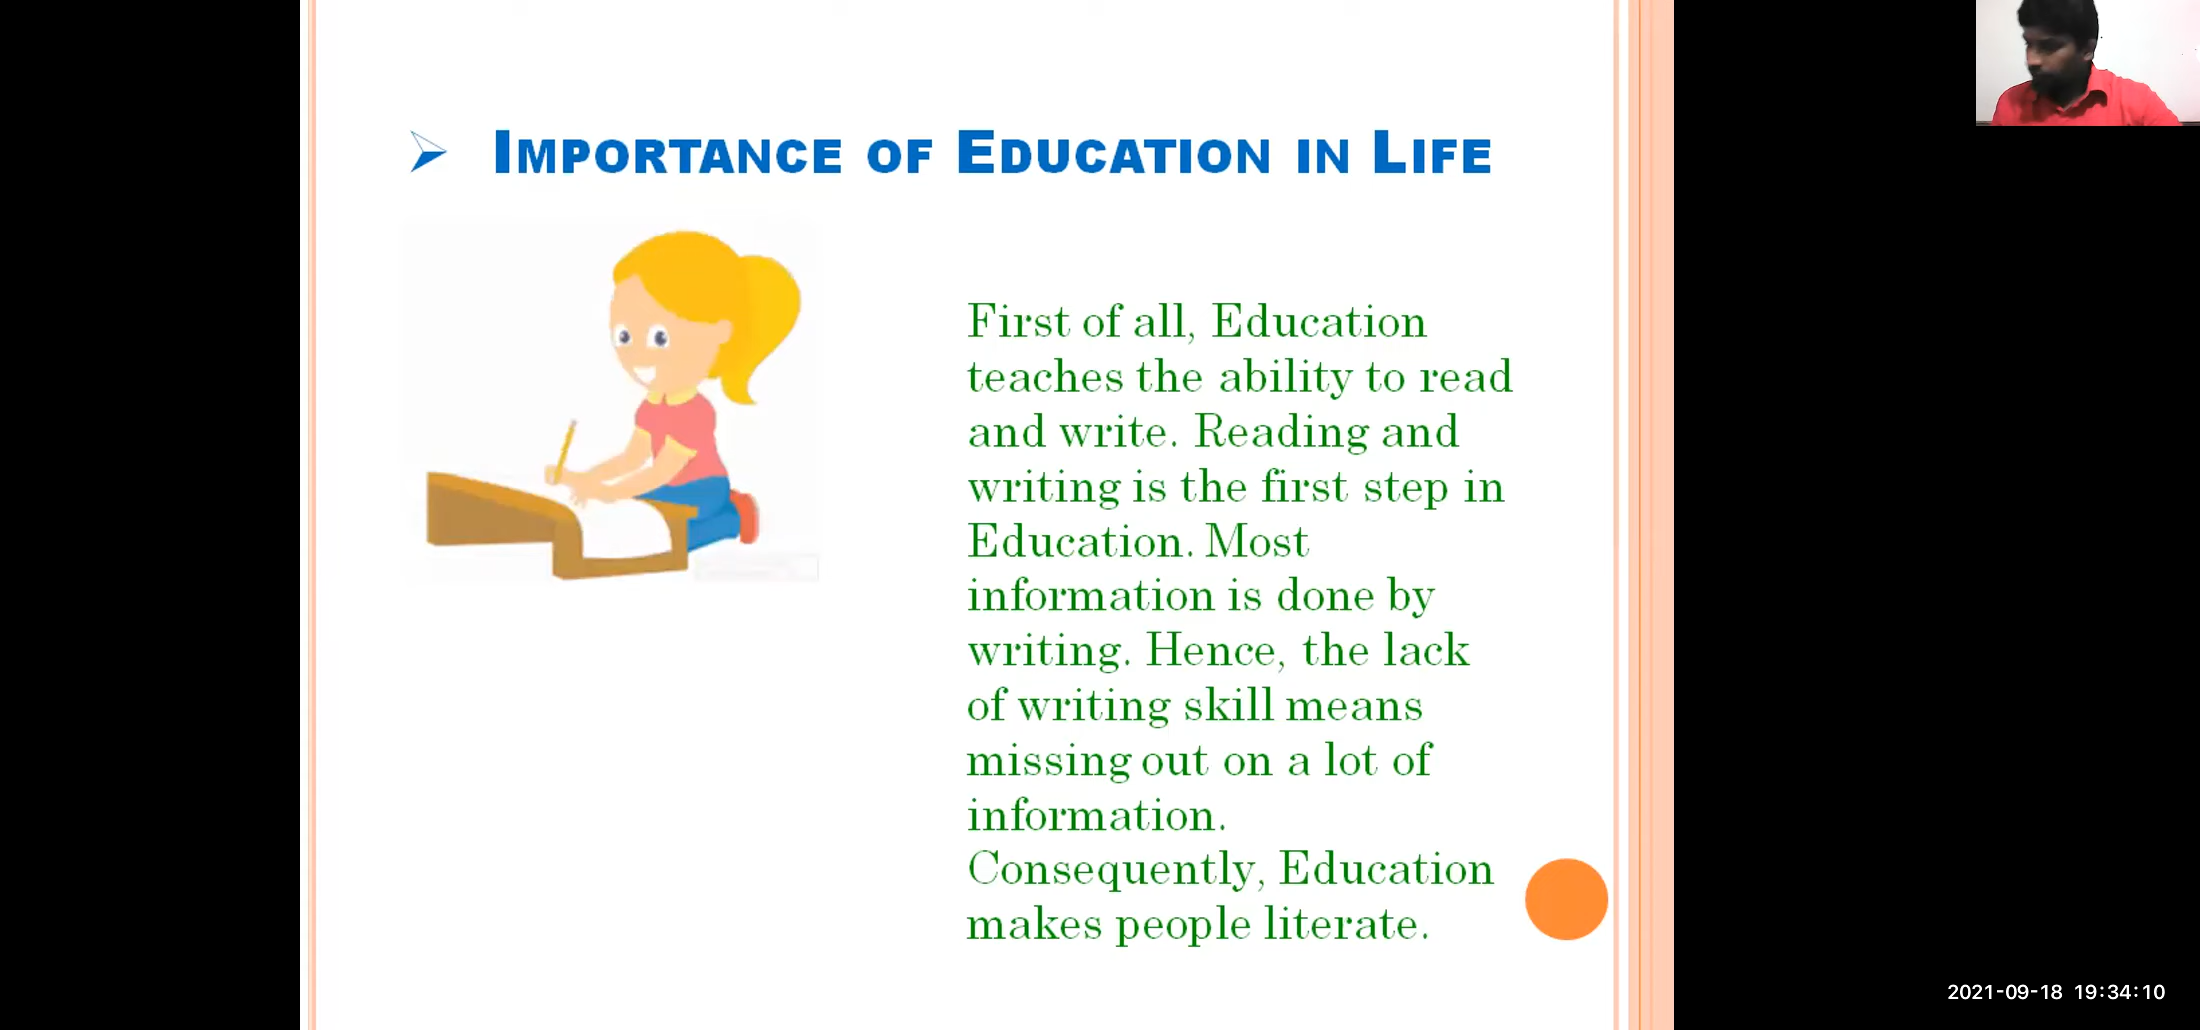 Importance of Education in Life
First of all, Education
teaches the ability to read
and write. Reading and
writing is the first step in
Education. Most
information is done by
writing. Hence, the lack
of writing skill means
missing out on a lot of
information.
Consequently, Education
makes people literate.
2021-09-18 19:34:10